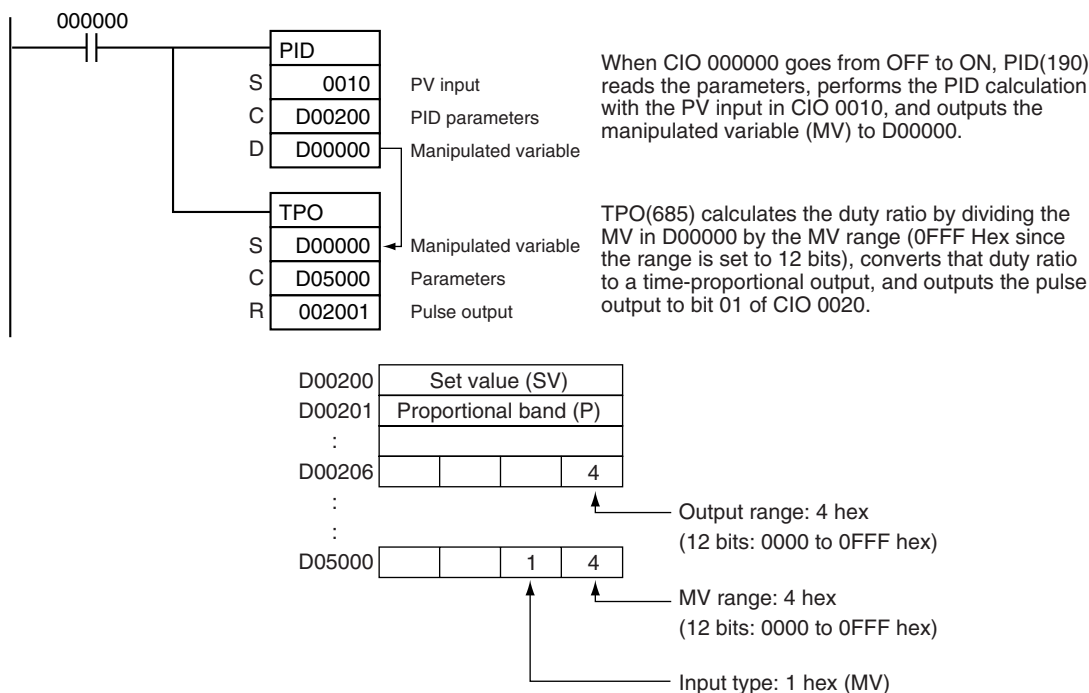 000000
PID
S 0010 PV input
C D00200 PID parameters
D D00000 Manipulated variable
When CIO 000000 goes from OFF to ON, PID(190)
reads the parameters, performs the PID calculation
with the PV input in CIO 0010, and outputs the
manipulated variable (MV) to D00000.
TPO
S D00000 Manipulated variable
C D05000 Parameters
R 002001 Pulse output
TPO(685) calculates the duty ratio by dividing the
MV in D00000 by the MV range (0FFF Hex since
the range is set to 12 bits), converts that duty ratio
to a time-proportional output, and outputs the pulse
output to bit 01 of CIO 0020.
D00200 Set value (SV)
D00201 Proportional band (P)
:
D00206 4
:
Output range: 4 hex
(12 bits: 0000 to 0FFF hex)
:
D05000 1 4
MV range: 4 hex
(12 bits: 0000 to 0FFF hex)
Input type: 1 hex (MV)